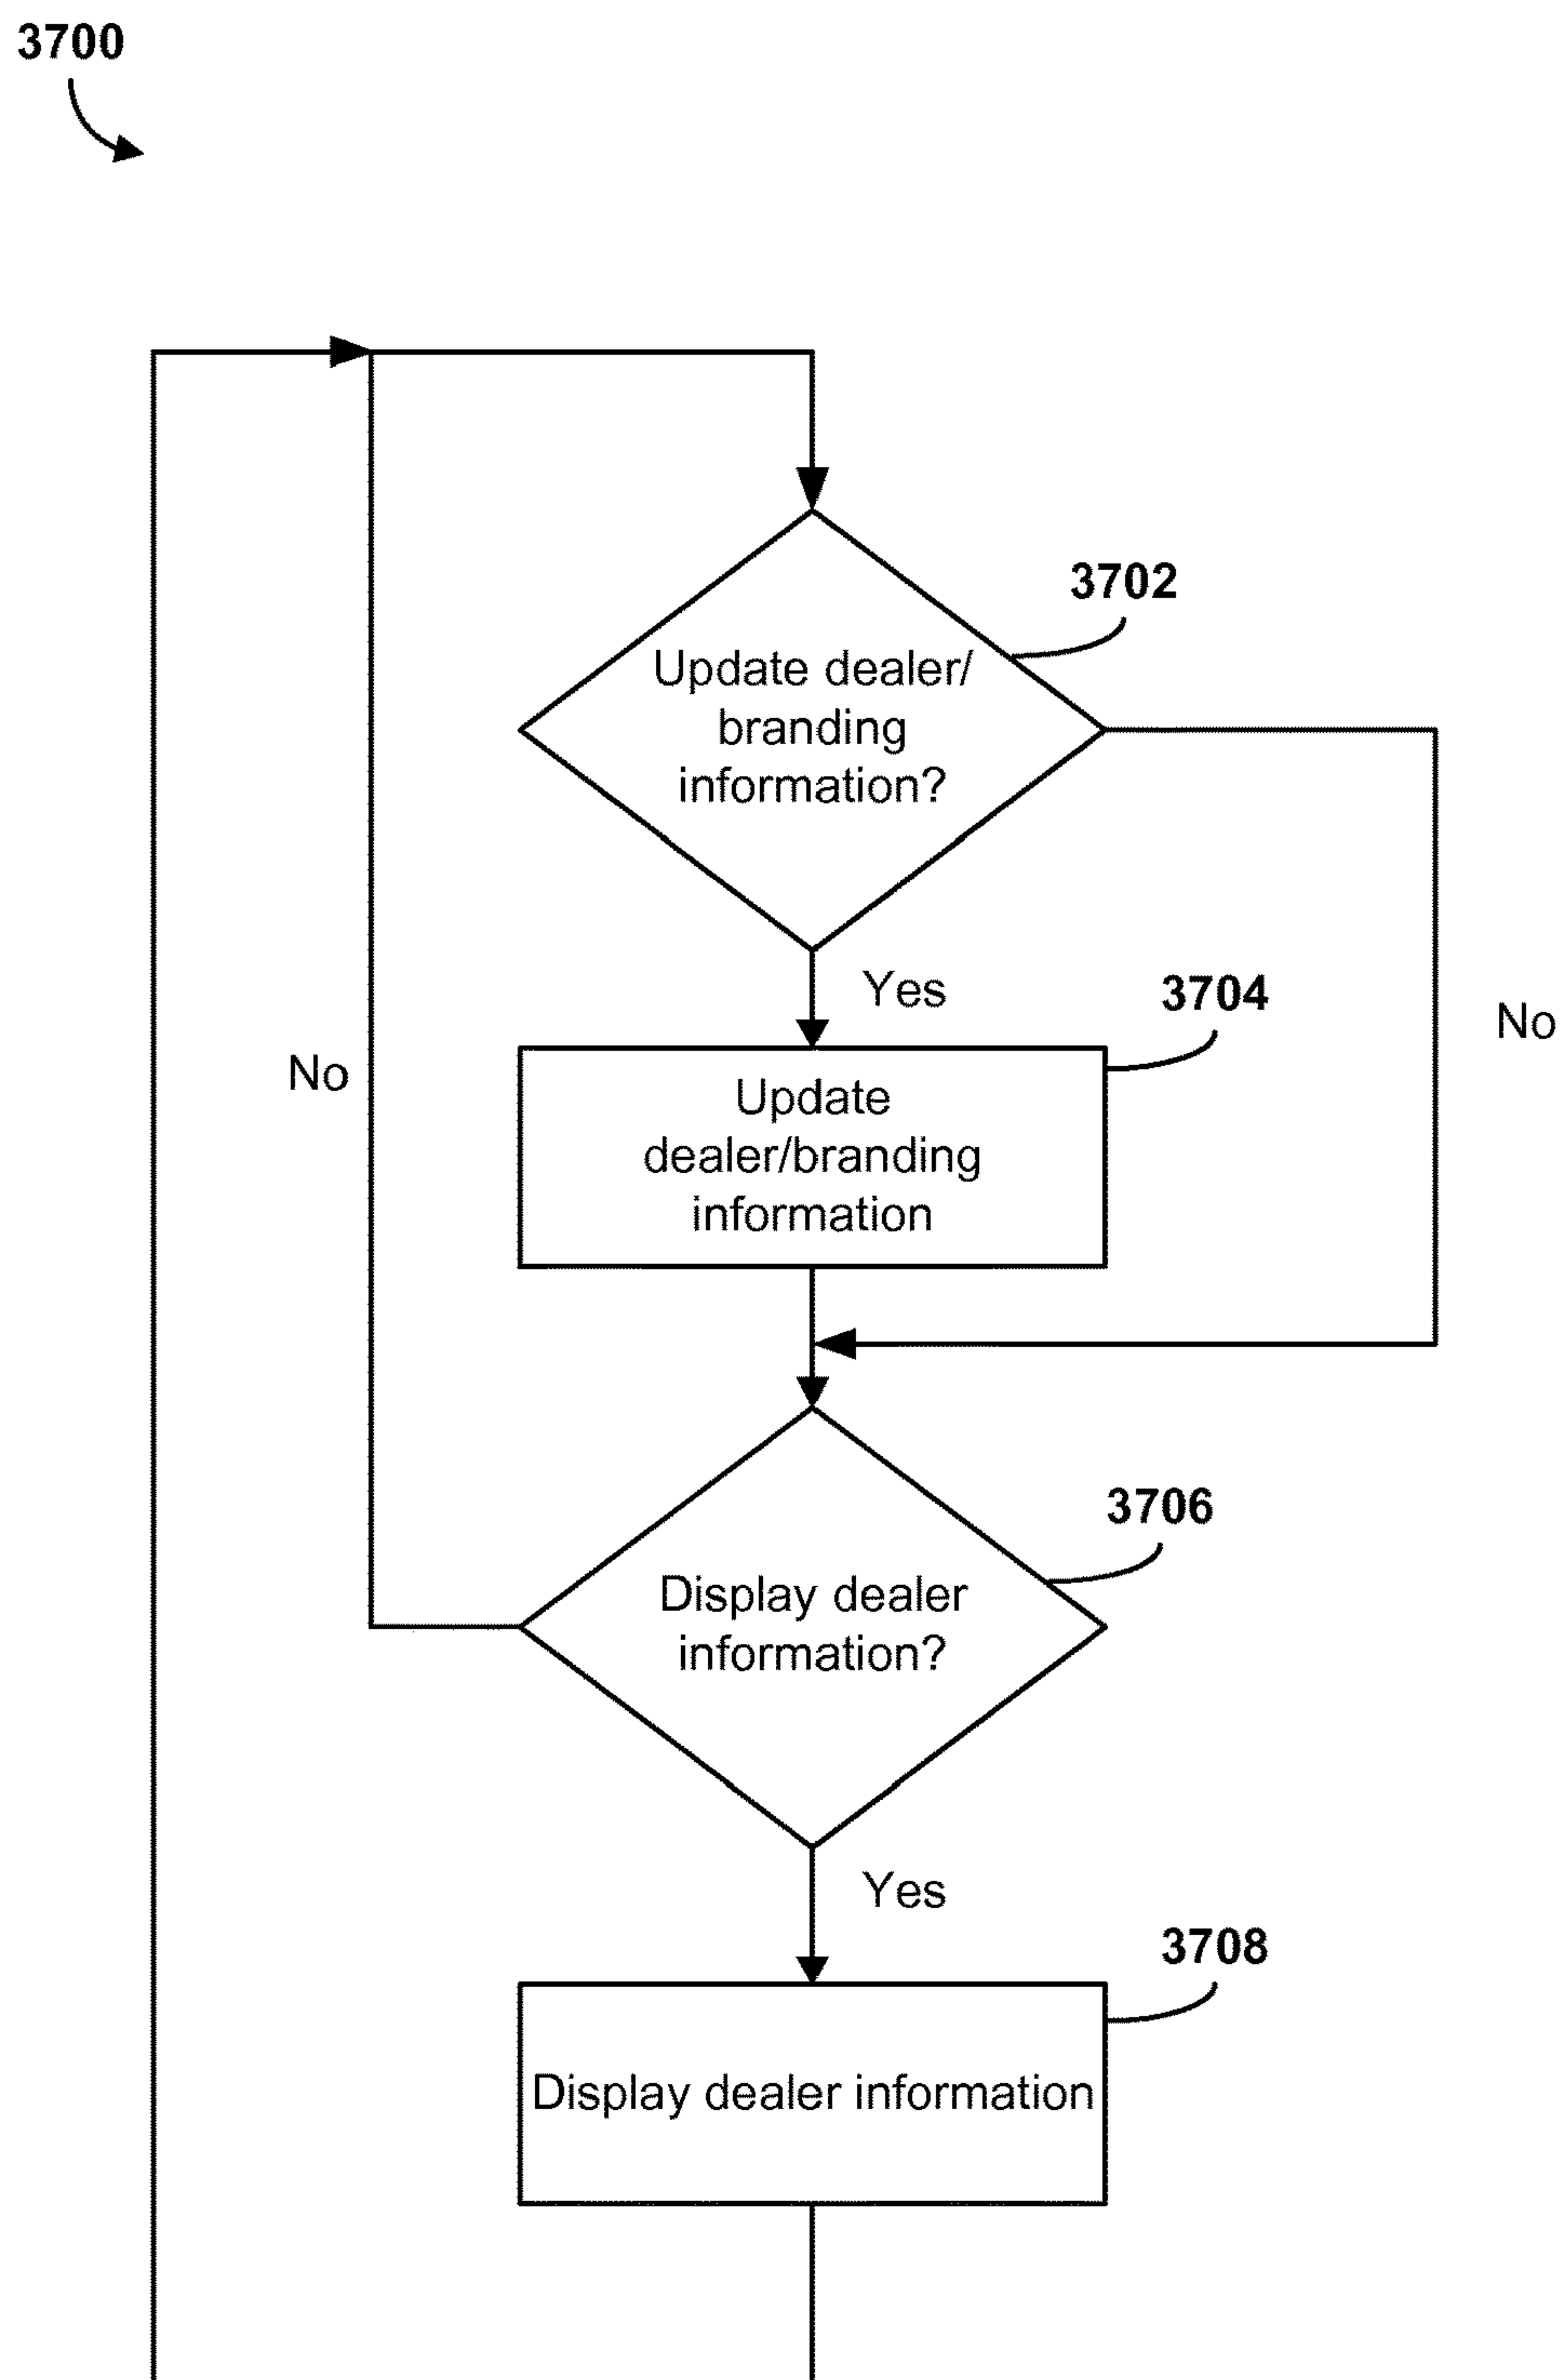 3700
3702
Update dealer/
branding
information?
Yes
3704
No
No
Update
dealer/branding
information
3706
Display dealer
information?
Yes
3708
Display dealer information